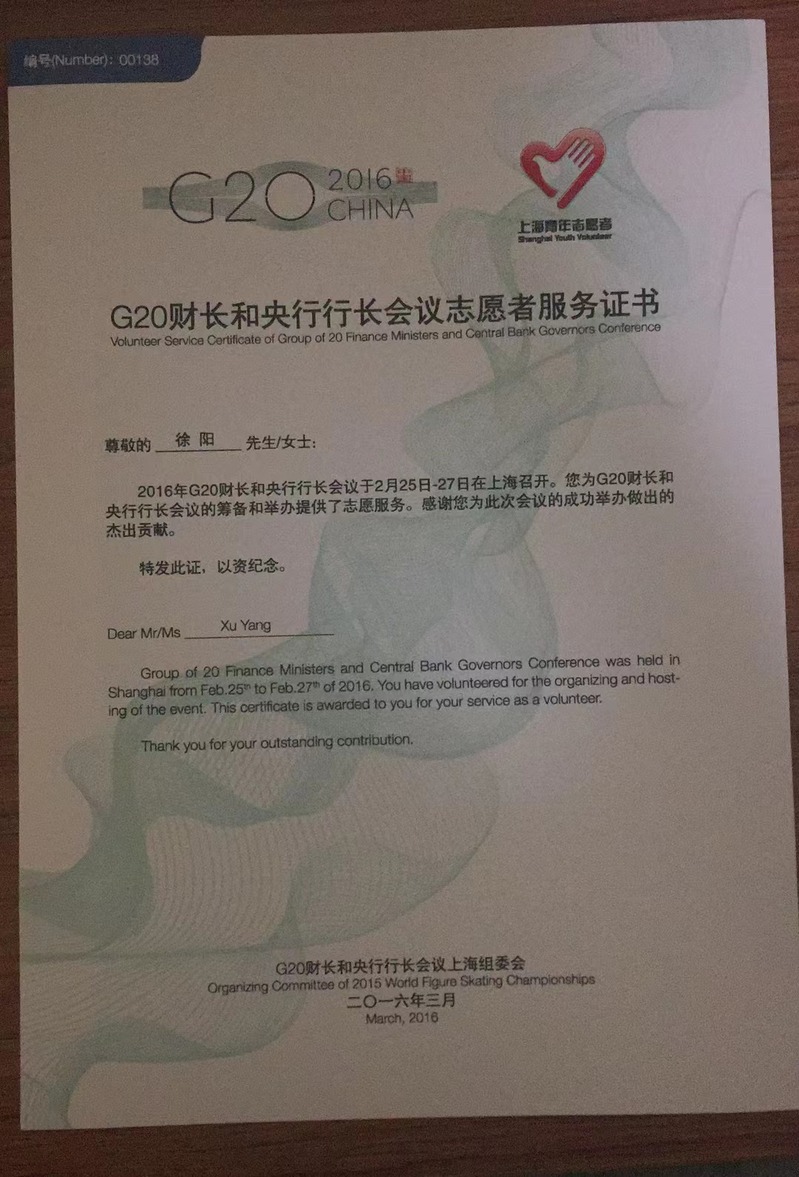 编号(Number)：00138
G20 2016
CHINA
上海青年志愿者
Shanghai Youth Volunteer
G20财长和央行行长会议志愿者服务证书
Volunteer Service Certificate of Group of 20 Finance Ministers and Central Bank Governors Conference
尊敬的 徐 阳 先生/女士：
2016年G20财长和央行行长会议于2月25日-27日在上海召开。您为G20财长和
央行行长会议的筹备和举办提供了志愿服务。感谢您为此次会议的成功举办做出的
杰出贡献。
特发此证，以资纪念。
Dear Mr/Ms Xu Yang
Group of 20 Finance Ministers and Central Bank Governors Conference was held in
Shanghai from Feb.25th to Feb.27th of 2016. You have volunteered for the organizing and host-
ing of the event. This certificate is awarded to you for your service as a volunteer.
Thank you for your outstanding contribution.
G20财长和央行行长会议上海组委会
Organizing Committee of 2015 World Figure Skating Championships
二〇一六年三月
March, 2016